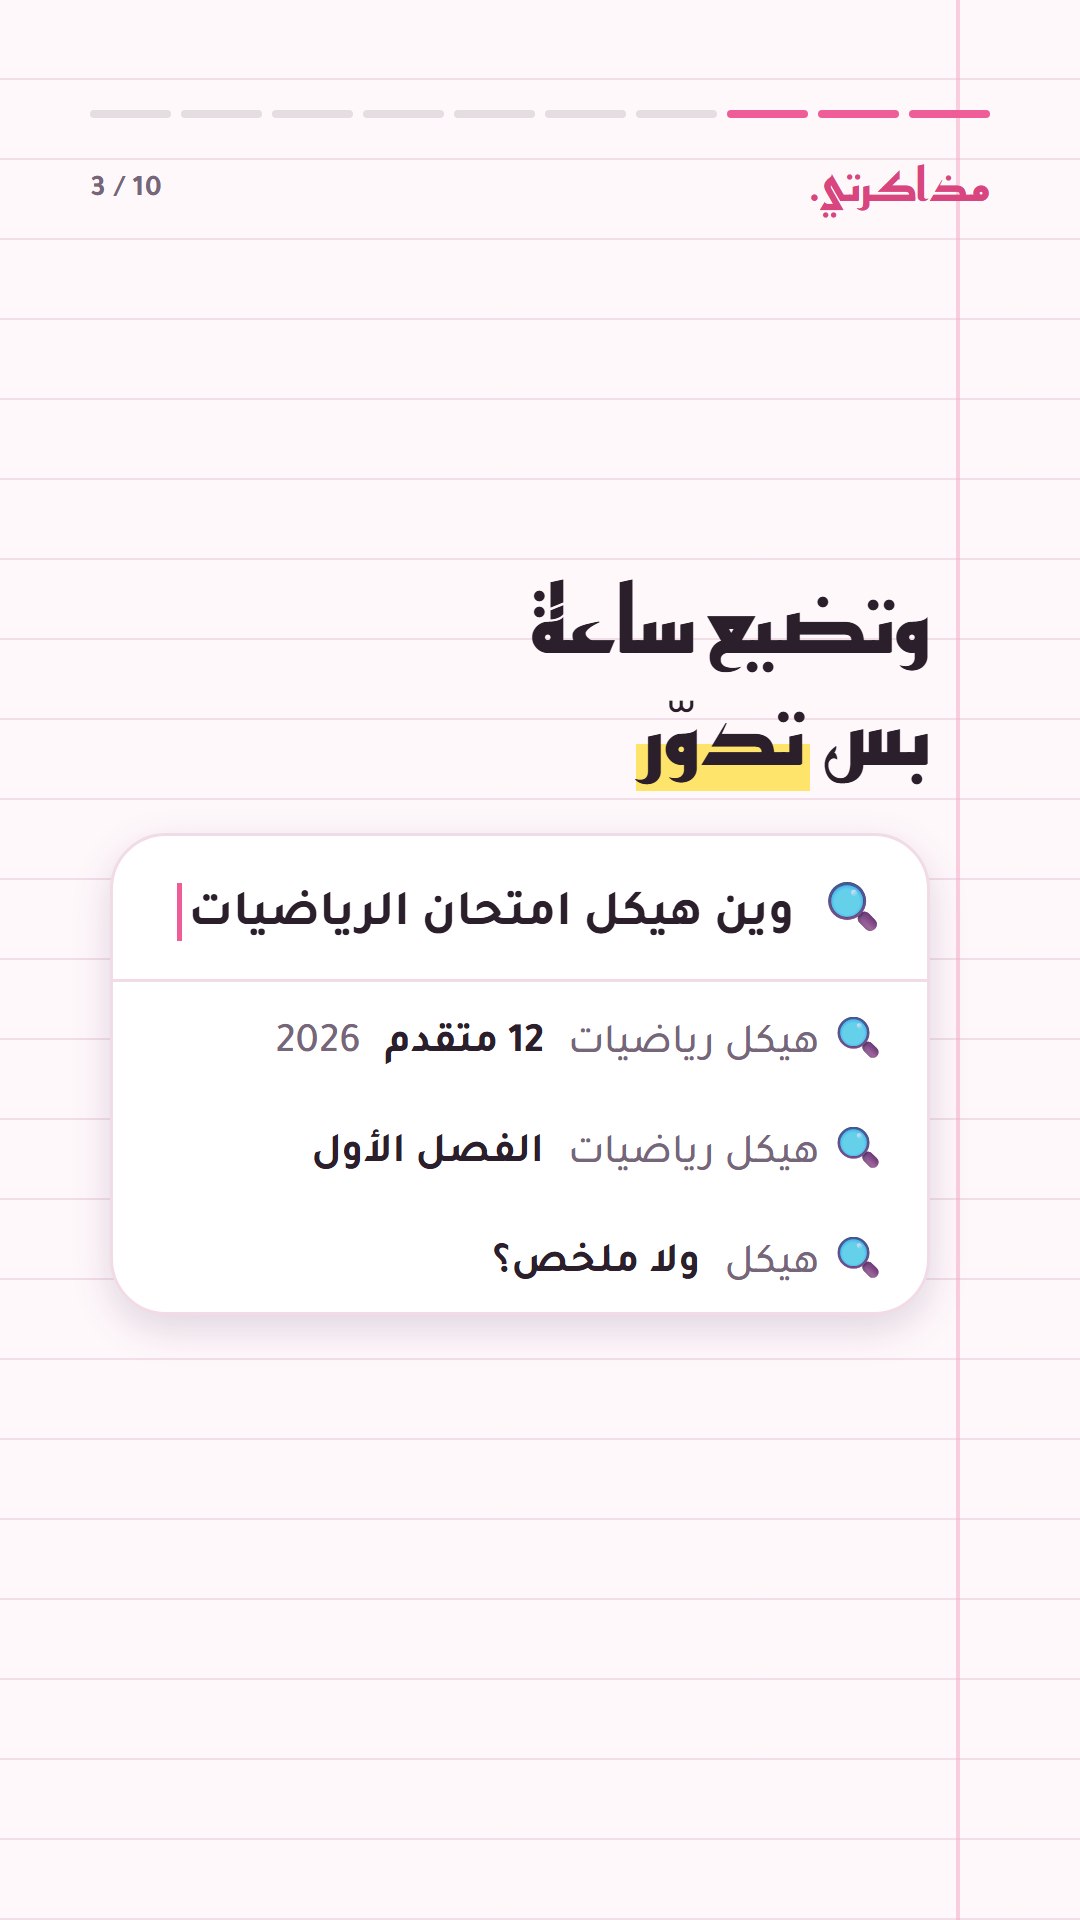 مذاكرتي.
3 / 10
وتضيع ساعة
بس تدوّر
وين هيكل امتحان الرياضيات
هيكل رياضيات 12 متقدم 2026
هيكل رياضيات الفصل الأول
هيكل ولا ملخص؟